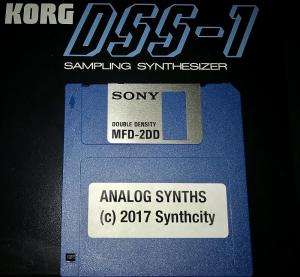 KORG DSS-1
SAMPLING SYNTHESIZER
SONY
DOUBLE DENSITY
MFD-2DD
ANALOG SYNTHS
(c) 2017 Synthcity